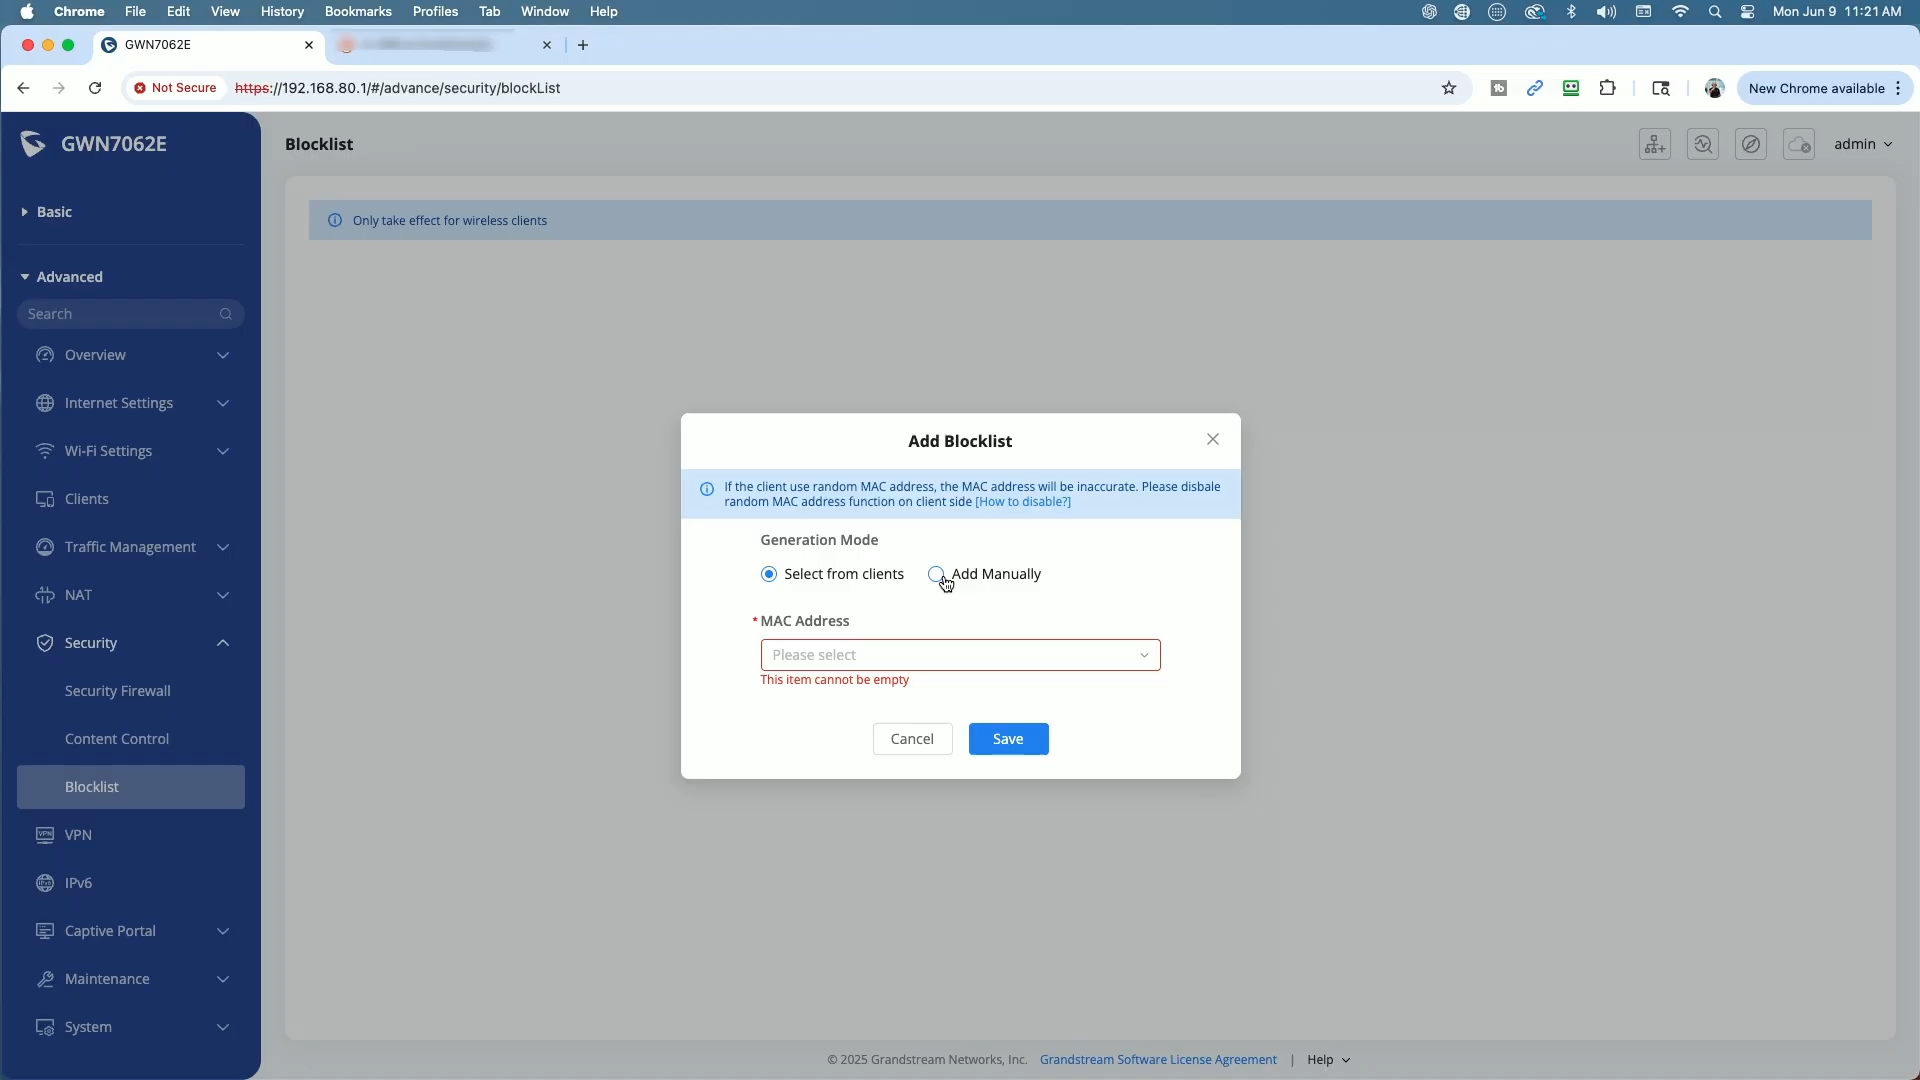 Chrome File Edit View History Bookmarks Profiles Tab Window Help Mon Jun 9 11:21 AM
GWN7062E
Not Secure https://192.168.80.1/#/advance/security/blockList New Chrome available
GWN7062E
Blocklist
admin
Basic
Only take effect for wireless clients
Advanced
Search
Overview
Internet Settings
Wi-Fi Settings
Clients
Traffic Management
NAT
Security
Security Firewall
Content Control
Blocklist
VPN
IPv6
Captive Portal
Maintenance
System
Add Blocklist
If the client use random MAC address, the MAC address will be inaccurate. Please disbale
random MAC address function on client side [How to disable?]
Generation Mode
Select from clients Add Manually
* MAC Address
Please select
This item cannot be empty
Cancel Save
© 2025 Grandstream Networks, Inc. Grandstream Software License Agreement | Help